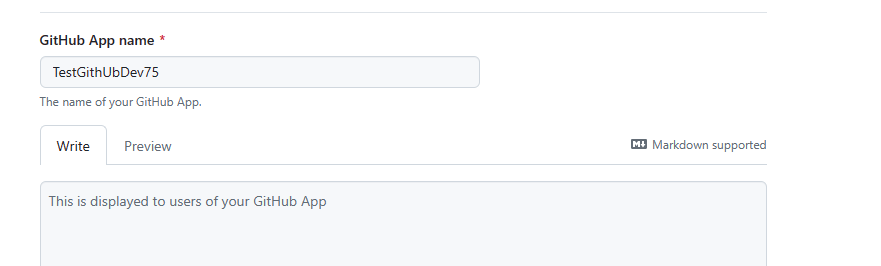 GitHub App name *
TestGithUbDev75
The name of your GitHub App.
Write Preview Markdown supported
This is displayed to users of your GitHub App